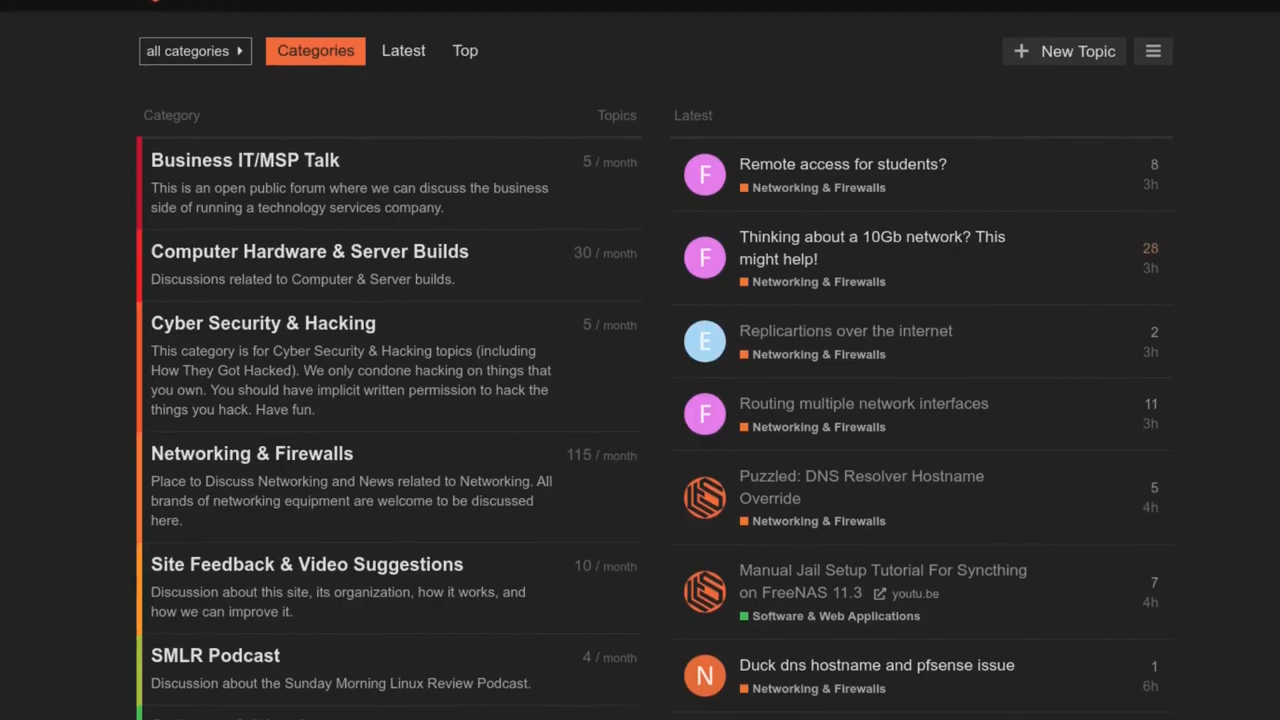 all categories
Categories
Latest
Top
New Topic
Category
Topics
Business IT/MSP Talk
5 / month
This is an open public forum where we can discuss the business
side of running a technology services company.
Computer Hardware & Server Builds
30 / month
Discussions related to Computer & Server builds.
Cyber Security & Hacking
5 / month
This category is for Cyber Security & Hacking topics (including
How They Got Hacked). We only condone hacking on things that
you own. You should have implicit written permission to hack the
things you hack. Have fun.
Networking & Firewalls
115 / month
Place to Discuss Networking and News related to Networking. All
brands of networking equipment are welcome to be discussed
here.
Site Feedback & Video Suggestions
10 / month
Discussion about this site, its organization, how it works, and
how we can improve it.
SMLR Podcast
4 / month
Discussion about the Sunday Morning Linux Review Podcast.
Latest
F
Remote access for students?
8
Networking & Firewalls
3h
F
Thinking about a 10Gb network? This
might help!
28
Networking & Firewalls
3h
E
Replicartions over the internet
2
Networking & Firewalls
3h
F
Routing multiple network interfaces
11
Networking & Firewalls
3h
Puzzled: DNS Resolver Hostname
Override
5
Networking & Firewalls
4h
Manual Jail Setup Tutorial For Syncthing
on FreeNAS 11.3 youtu.be
7
Software & Web Applications
4h
N
Duck dns hostname and pfsense issue
1
Networking & Firewalls
6h